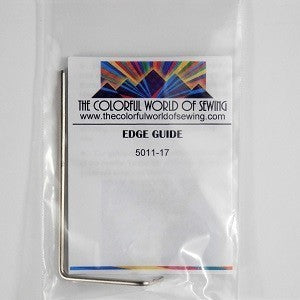 THE COLORFUL WORLD OF SEWING
www.thecolorfulworldofsewing.com
EDGE GUIDE
5011-17